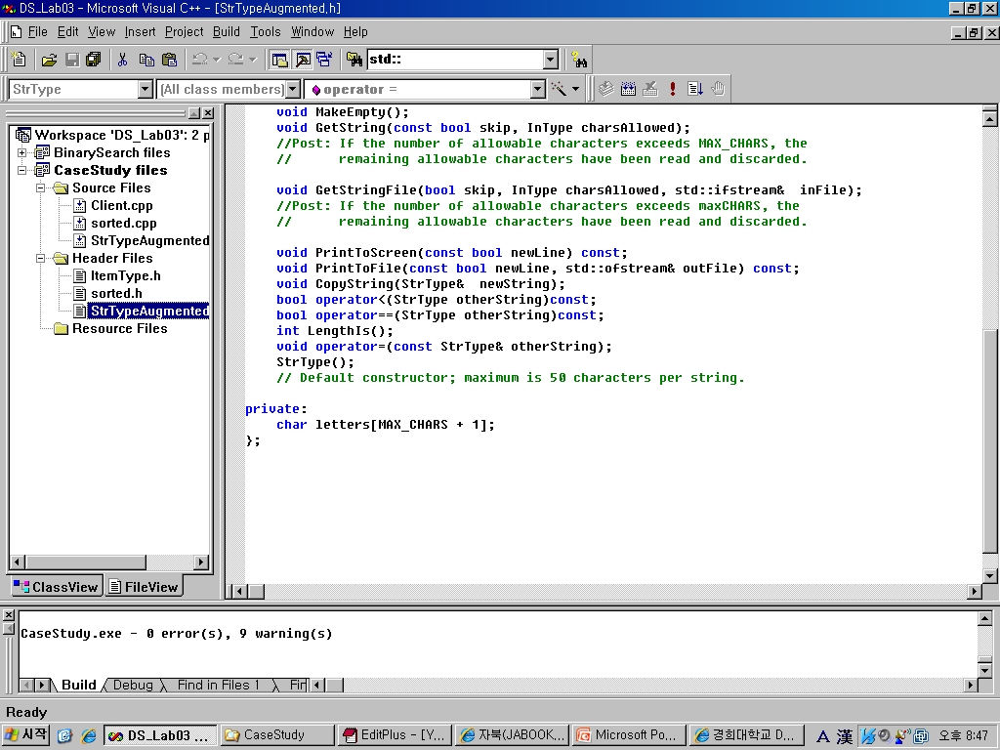 DS_Lab03 - Microsoft Visual C++ - [StrTypeAugmented.h]
File Edit View Insert Project Build Tools Window Help
std::
StrType [All class members] operator =
Workspace 'DS_Lab03': 2 p
BinarySearch files
CaseStudy files
Source Files
Client.cpp
sorted.cpp
StrTypeAugmented
Header Files
ItemType.h
sorted.h
StrTypeAugmented
Resource Files
ClassView FileView
void MakeEmpty();
void GetString(const bool skip, InType charsAllowed);
//Post: If the number of allowable characters exceeds MAX_CHARS, the
// remaining allowable characters have been read and discarded.
void GetStringFile(bool skip, InType charsAllowed, std::ifstream& inFile);
//Post: If the number of allowable characters exceeds maxCHARS, the
// remaining allowable characters have been read and discarded.
void PrintToScreen(const bool newLine) const;
void PrintToFile(const bool newLine, std::ofstream& outFile) const;
void CopyString(StrType& newString);
bool operator<(StrType otherString)const;
bool operator==(StrType otherString)const;
int LengthIs();
void operator=(const StrType& otherString);
StrType();
// Default constructor; maximum is 50 characters per string.
private:
char letters[MAX_CHARS + 1];
};
CaseStudy.exe - 0 error(s), 9 warning(s)
Build Debug Find in Files 1 Fin
Ready
시작 DS_Lab03 ... CaseStudy EditPlus - [Y... 자북(JABOOK... Microsoft Po... 경희대학교 D... A 漢 오후 8:47